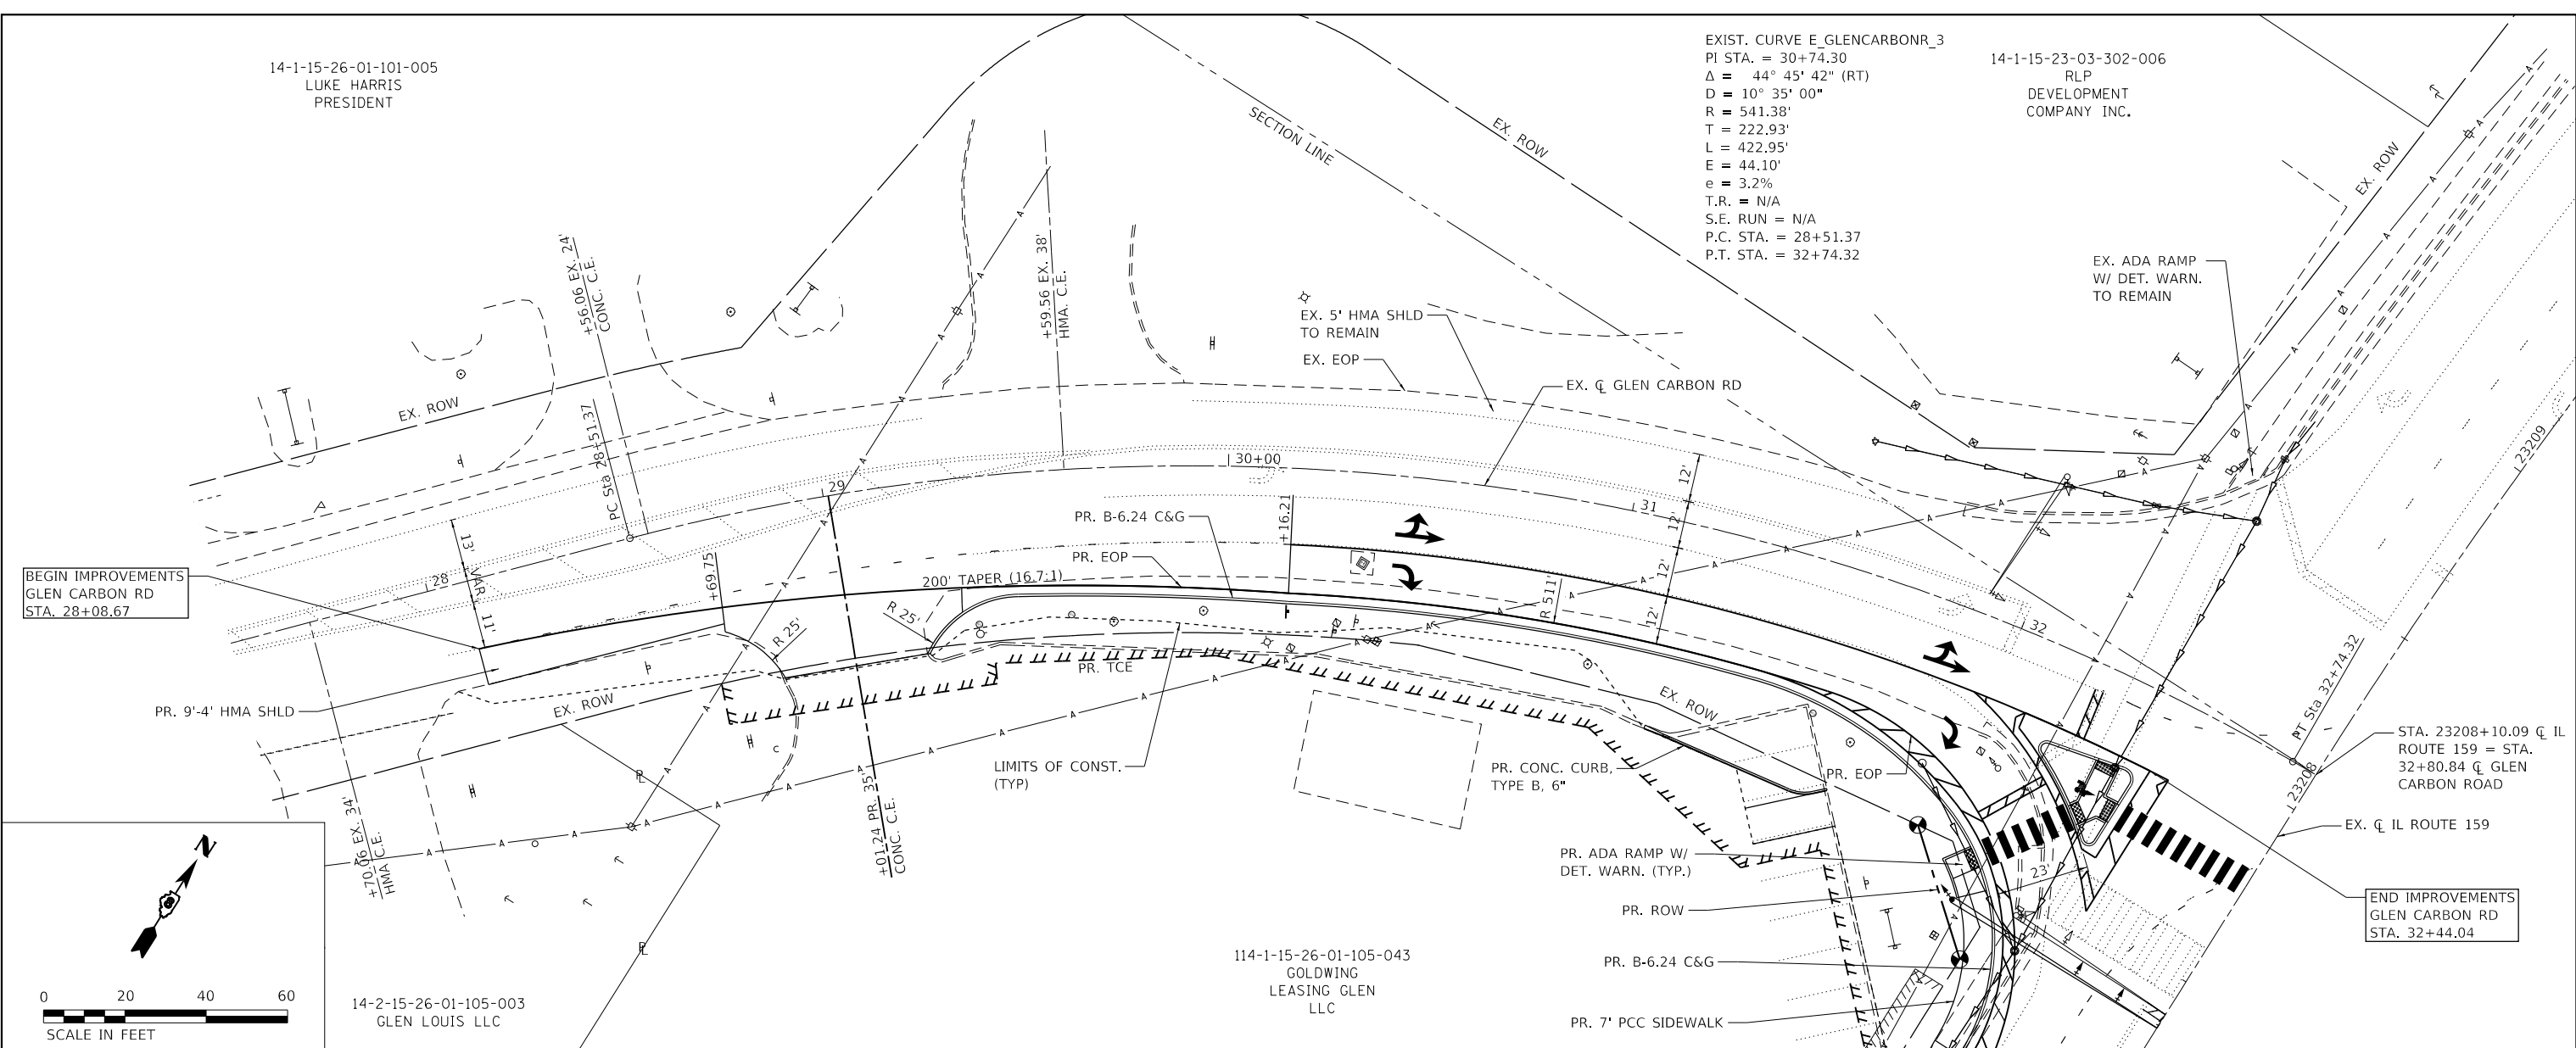 14-1-15-26-01-101-005
LUKE HARRIS
PRESIDENT
EXIST. CURVE E_GLENCARBONR_3
PI STA. = 30+74.30
Δ = 44° 45' 42" (RT)
D = 10° 35' 00"
R = 541.38'
T = 222.93'
L = 422.95'
E = 44.10'
e = 3.2%
T.R. = N/A
S.E. RUN = N/A
P.C. STA. = 28+51.37
P.T. STA. = 32+74.32
14-1-15-23-03-302-006
RLP
DEVELOPMENT
COMPANY INC.
SECTION LINE
EX. ROW
EX. ROW
EX. ADA RAMP
W/ DET. WARN.
TO REMAIN
+56.06 EX. 24'
CONC. C.E.
+59.56 EX. 38'
HMA. C.E.
EX. 5' HMA SHLD
TO REMAIN
EX. EOP
EX. ℄ GLEN CARBON RD
EX. ROW
PC Sta 28+51.37
28
29
30+00
31
32
23209
12'
12'
12'
12'
+16.21
PR. B-6.24 C&G
PR. EOP
200' TAPER (16.7:1)
+69.75
13'
VAR.
11'
R 25'
R 25'
R 511'
BEGIN IMPROVEMENTS
GLEN CARBON RD
STA. 28+08.67
PR. 9'-4' HMA SHLD
EX. ROW
PR. TCE
EX. ROW
LIMITS OF CONST.
(TYP)
PR. CONC. CURB,
TYPE B, 6"
PR. EOP
PT Sta 32+74.32
23208
STA. 23208+10.09 ℄ IL
ROUTE 159 = STA.
32+80.84 ℄ GLEN
CARBON ROAD
EX. ℄ IL ROUTE 159
+70.06 EX. 34'
HMA C.E.
+01.24 PR. 35'
CONC. C.E.
PR. ADA RAMP W/
DET. WARN. (TYP.)
23'
PR. ROW
END IMPROVEMENTS
GLEN CARBON RD
STA. 32+44.04
PR. B-6.24 C&G
PR. 7' PCC SIDEWALK
114-1-15-26-01-105-043
GOLDWING
LEASING GLEN
LLC
14-2-15-26-01-105-003
GLEN LOUIS LLC
N
0 20 40 60
SCALE IN FEET